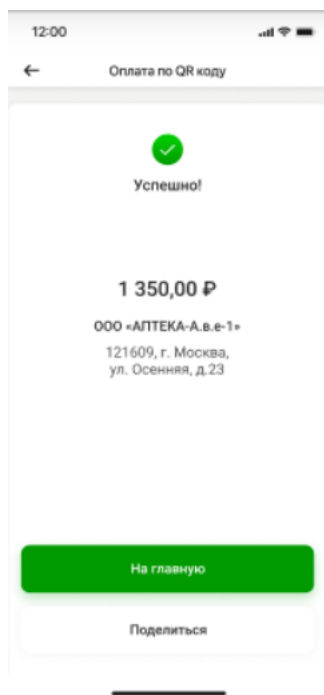 12:00
Оплата по QR коду
Успешно!
1 350,00 ₽
ООО «АПТЕКА-А.в.е-1»
121609, г. Москва,
ул. Осенняя, д.23
На главную
Поделиться